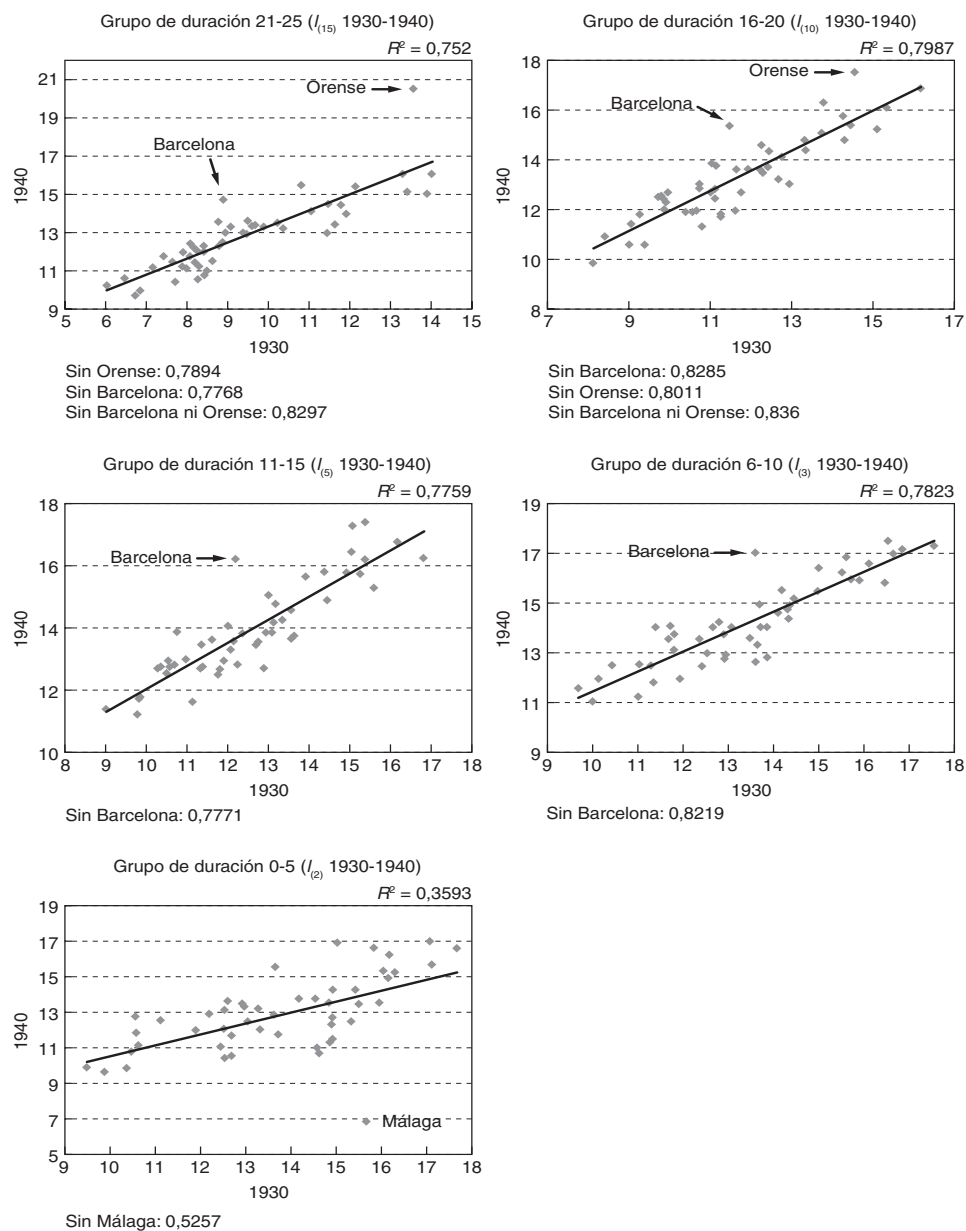 Grupo de duración 21-25 (l(15) 1930-1940)
R² = 0,752
21
19
17
15
13
11
9
1940
Orense
Barcelona
5 6 7 8 9 10 11 12 13 14 15
1930
Sin Orense: 0,7894
Sin Barcelona: 0,7768
Sin Barcelona ni Orense: 0,8297
Grupo de duración 16-20 (l(10) 1930-1940)
R² = 0,7987
18
16
14
12
10
8
1940
Orense
Barcelona
7 9 11 13 15 17
1930
Sin Barcelona: 0,8285
Sin Orense: 0,8011
Sin Barcelona ni Orense: 0,836
Grupo de duración 11-15 (l(5) 1930-1940)
R² = 0,7759
18
16
14
12
10
1940
Barcelona
8 9 10 11 12 13 14 15 16 17 18
1930
Sin Barcelona: 0,7771
Grupo de duración 6-10 (l(3) 1930-1940)
R² = 0,7823
19
17
15
13
11
9
1940
Barcelona
9 10 11 12 13 14 15 16 17 18
1930
Sin Barcelona: 0,8219
Grupo de duración 0-5 (l(2) 1930-1940)
R² = 0,3593
19
17
15
13
11
9
7
5
1940
Málaga
9 10 11 12 13 14 15 16 17 18
1930
Sin Málaga: 0,5257